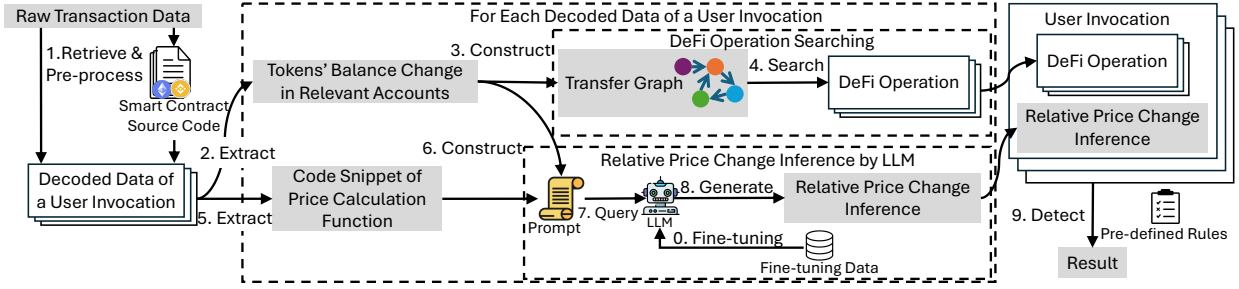 Raw Transaction Data
1.Retrieve &
Pre-process
Smart Contract
Source Code
Decoded Data of
a User Invocation
2. Extract
5. Extract
For Each Decoded Data of a User Invocation
Tokens' Balance Change
in Relevant Accounts
Code Snippet of
Price Calculation
Function
3. Construct
6. Construct
DeFi Operation Searching
Transfer Graph
4. Search
DeFi Operation
Relative Price Change Inference by LLM
Prompt
7. Query
LLM
8. Generate
Relative Price Change
Inference
0. Fine-tuning
Fine-tuning Data
User Invocation
DeFi Operation
Relative Price Change
Inference
9. Detect
Pre-defined Rules
Result